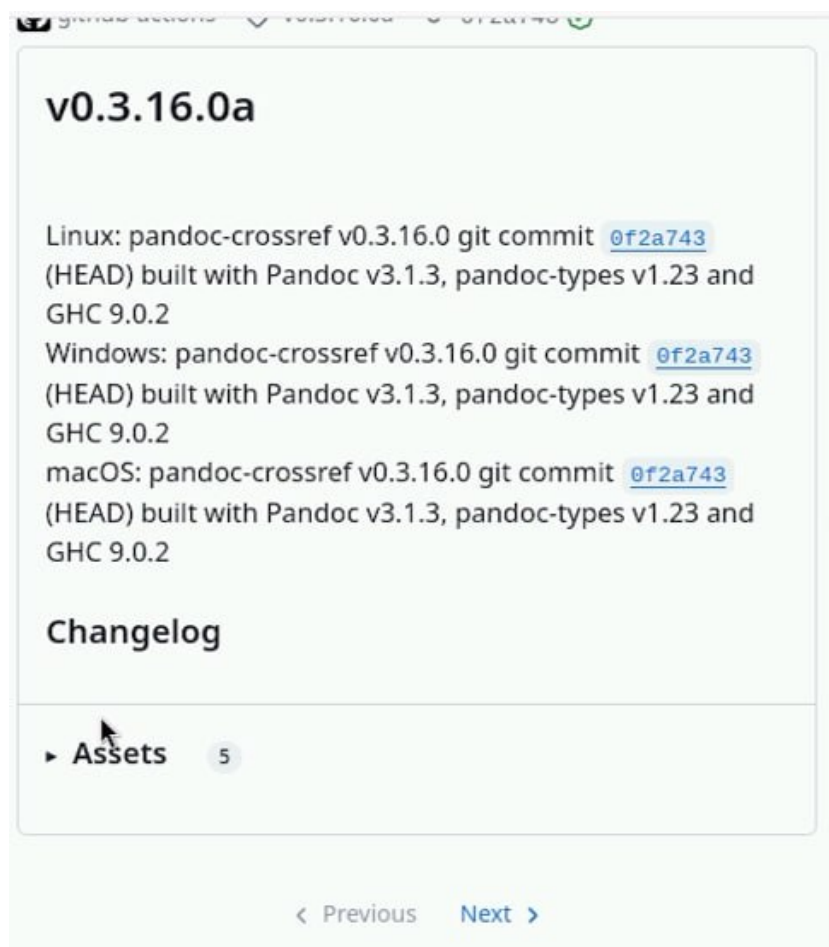 v0.3.16.0a
Linux: pandoc-crossref v0.3.16.0 git commit 0f2a743
(HEAD) built with Pandoc v3.1.3, pandoc-types v1.23 and
GHC 9.0.2
Windows: pandoc-crossref v0.3.16.0 git commit 0f2a743
(HEAD) built with Pandoc v3.1.3, pandoc-types v1.23 and
GHC 9.0.2
macOS: pandoc-crossref v0.3.16.0 git commit 0f2a743
(HEAD) built with Pandoc v3.1.3, pandoc-types v1.23 and
GHC 9.0.2
Changelog
Assets 5
Previous Next